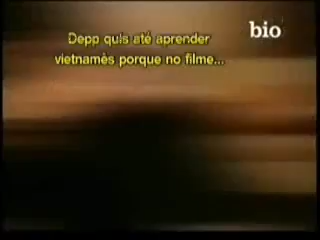 bio
Depp quis até aprender
vietnamês porque no filme...